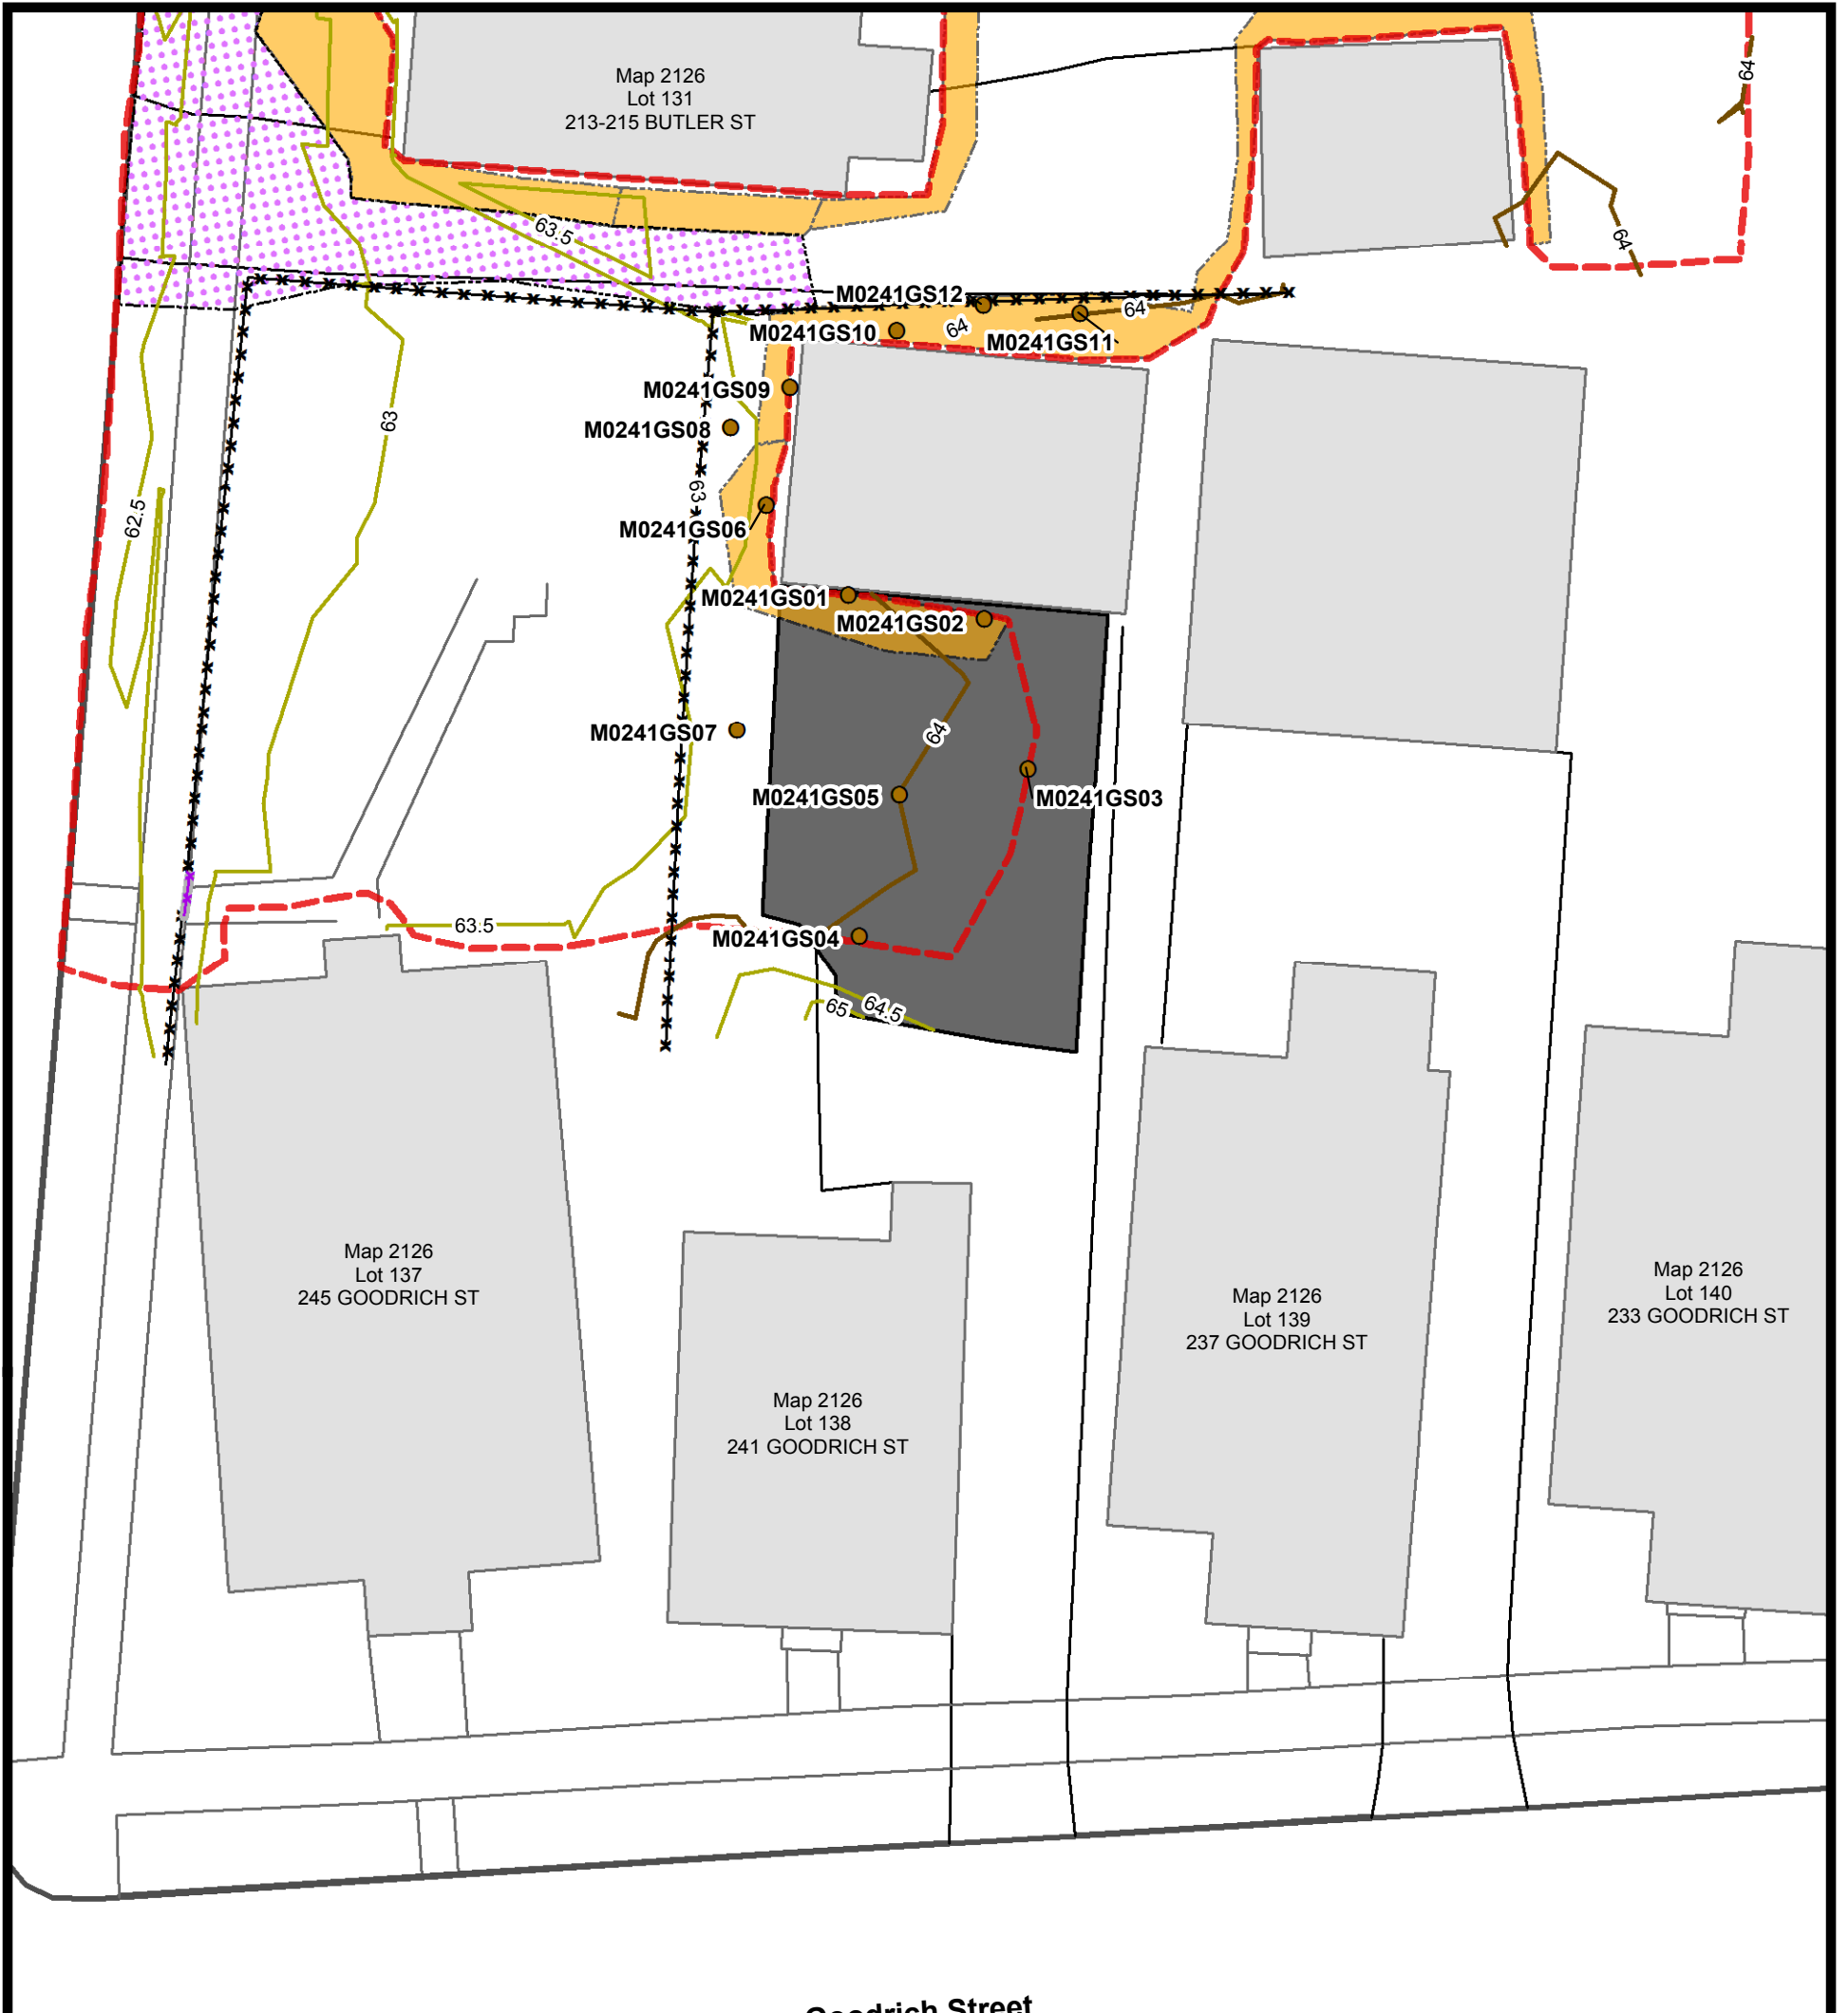 Map 2126
Lot 131
213-215 BUTLER ST
64
64
63.5
M0241GS12
64
M0241GS10
64
M0241GS11
M0241GS09
63
M0241GS08
63
62.5
M0241GS06
M0241GS01
M0241GS02
M0241GS07
64
M0241GS05
M0241GS03
63.5
M0241GS04
65
64.5
Map 2126
Lot 137
245 GOODRICH ST
Map 2126
Lot 138
241 GOODRICH ST
Map 2126
Lot 139
237 GOODRICH ST
Map 2126
Lot 140
233 GOODRICH ST
Goodrich Street